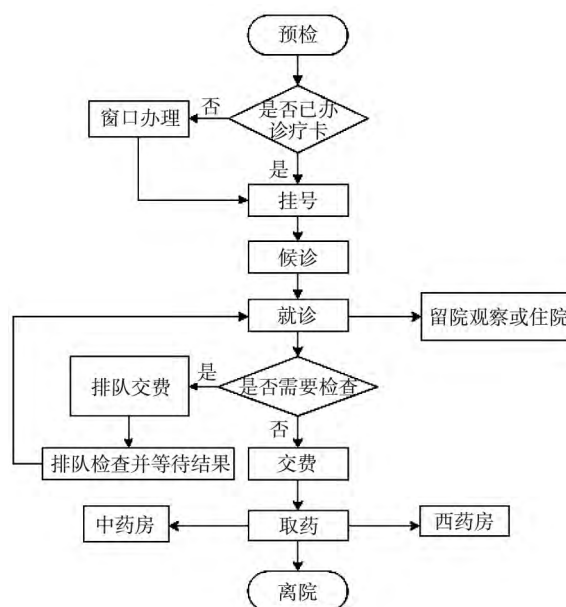 预检
是否已办
诊疗卡
否
窗口办理
是
挂号
候诊
就诊
留院观察或住院
是否需要检查
是
排队交费
否
排队检查并等待结果
交费
中药房
取药
西药房
离院